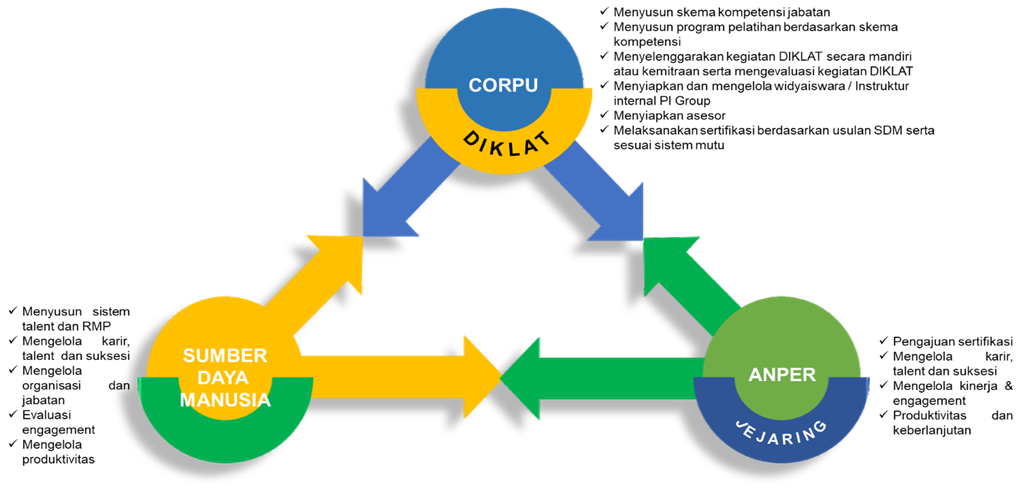 ✓ Menyusun skema kompetensi jabatan
✓ Menyusun program pelatihan berdasarkan skema
kompetensi
✓ Menyelenggarakan kegiatan DIKLAT secara mandiri
atau kemitraan serta mengevaluasi kegiatan DIKLAT
✓ Menyiapkan dan mengelola widyaiswara / Instruktur
internal PI Group
✓ Menyiapkan asesor
✓ Melaksanakan sertifikasi berdasarkan usulan SDM serta
sesuai sistem mutu
CORPU
DIKLAT
✓ Menyusun sistem
talent dan RMP
✓ Mengelola karir,
talent dan suksesi
✓ Mengelola
organisasi dan
jabatan
✓ Evaluasi
engagement
✓ Mengelola
produktivitas
SUMBER
DAYA
MANUSIA
ANPER
JEJARING
✓ Pengajuan sertifikasi
✓ Mengelola karir,
talent dan suksesi
✓ Mengelola kinerja &
engagement
✓ Produktivitas dan
keberlanjutan